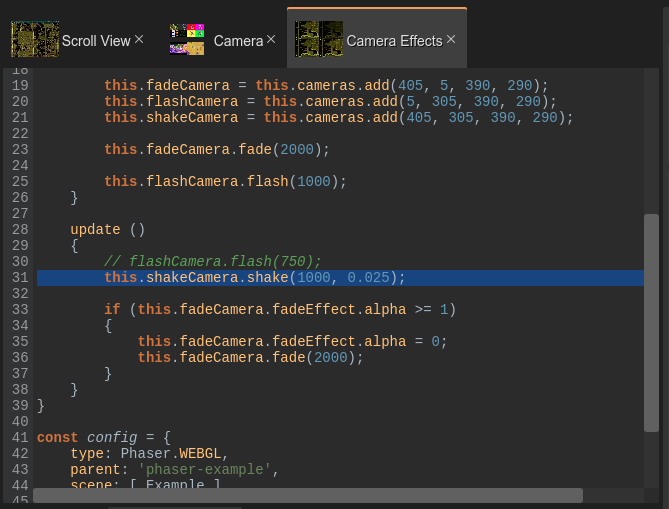 Scroll View ×
Camera ×
Camera Effects ×
18
19 this.fadeCamera = this.cameras.add(405, 5, 390, 290);
20 this.flashCamera = this.cameras.add(5, 305, 390, 290);
21 this.shakeCamera = this.cameras.add(405, 305, 390, 290);
22
23 this.fadeCamera.fade(2000);
24
25 this.flashCamera.flash(1000);
26 }
27
28 update ()
29 {
30 // flashCamera.flash(750);
31 this.shakeCamera.shake(1000, 0.025);
32
33 if (this.fadeCamera.fadeEffect.alpha >= 1)
34 {
35 this.fadeCamera.fadeEffect.alpha = 0;
36 this.fadeCamera.fade(2000);
37 }
38 }
39 }
40
41 const config = {
42 type: Phaser.WEBGL,
43 parent: 'phaser-example',
44 scene: [ Example ]
45